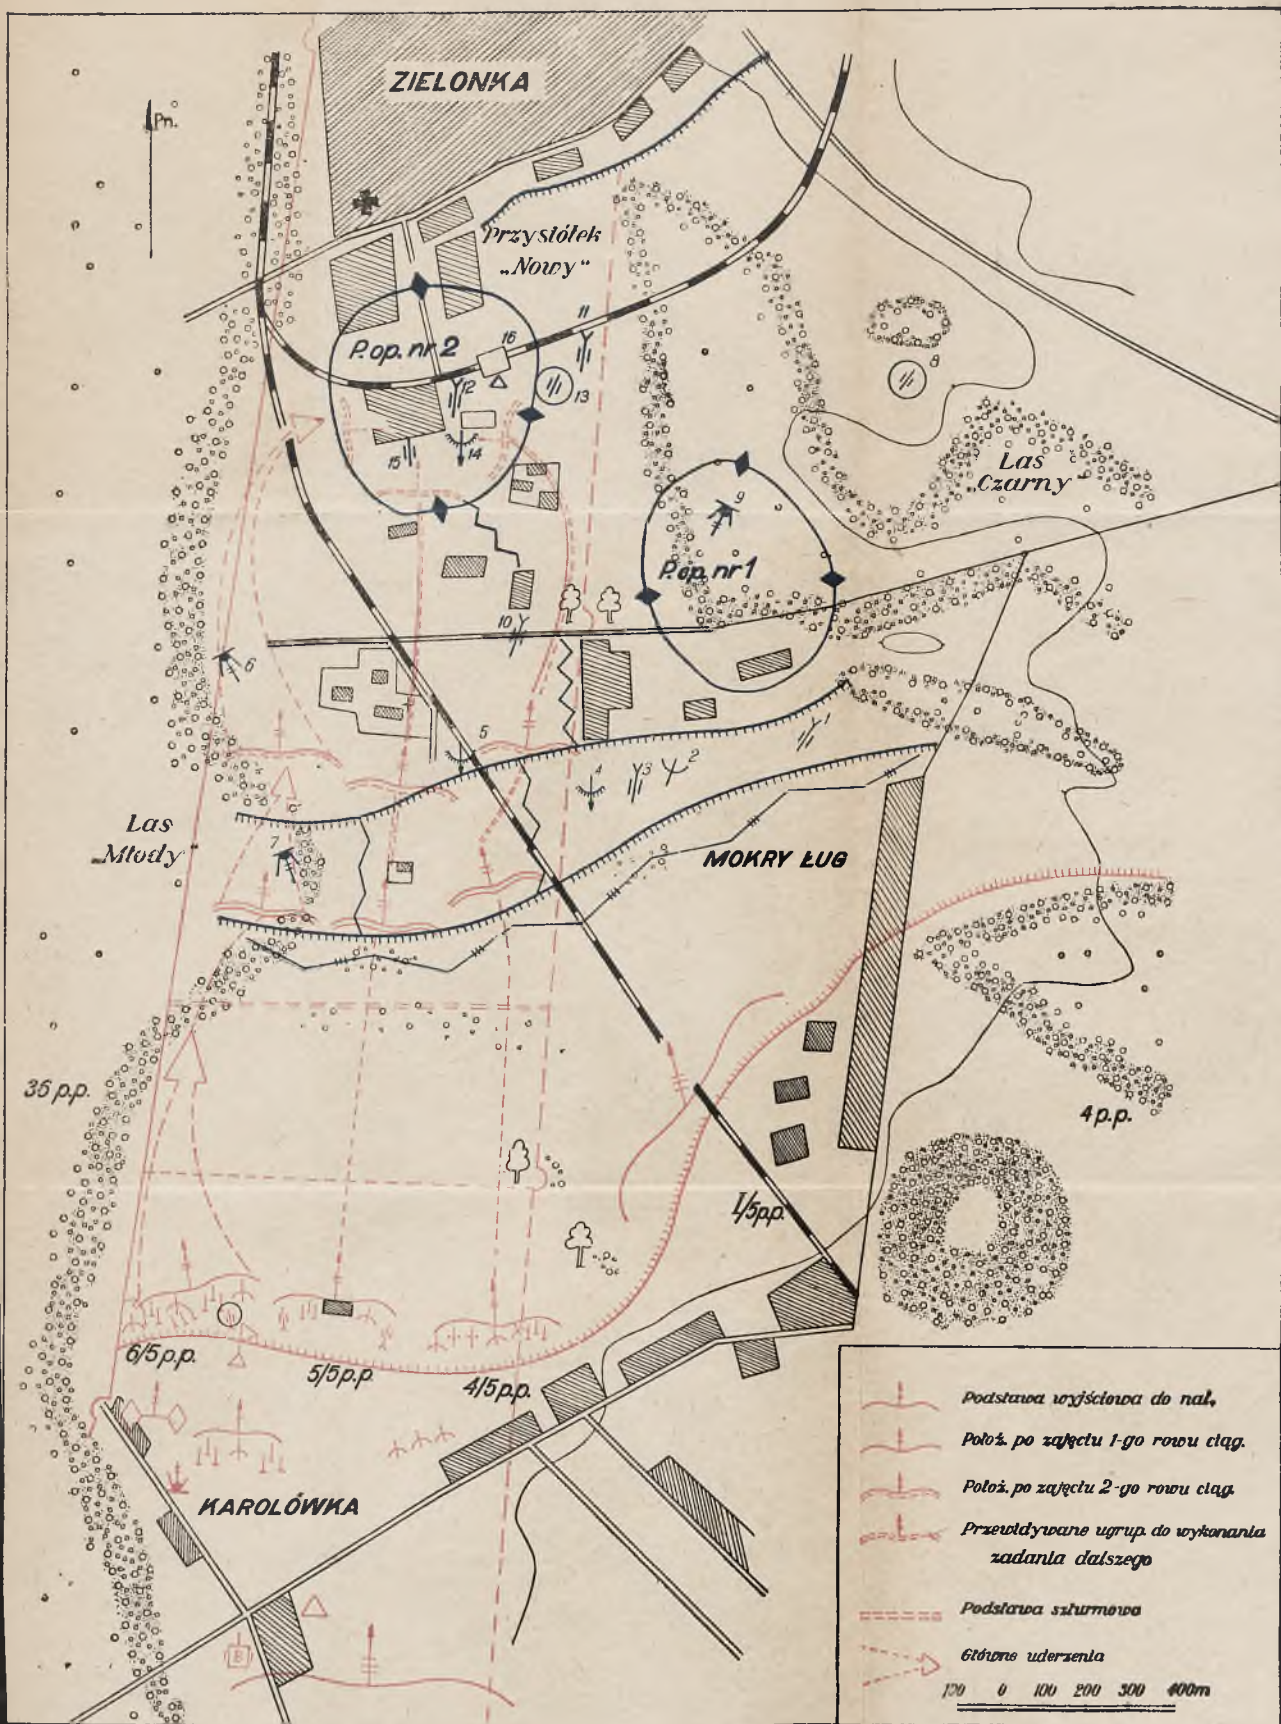 ZIELONKA
Pn.
Przysiółek
„Nowy“
P. op. nr 2
11
16
12
13
14
15
8
Las
„Czarny“
9
P. op. nr 1
10
6
5
4
3
2
1
7
Las
„Młody“
MOKRY ŁUG
36 p.p.
4 p.p.
I/5 p.p.
6/5 p.p.
5/5 p.p.
4/5 p.p.
KAROLÓWKA
B
Podstawa wyjściowa do nat.
Położ. po zajęciu 1-go rowu ciąg.
Położ. po zajęciu 2-go rowu ciąg.
Przewidywane ugrup. do wykonania
zadania dalszego
Podstawa szturmowa
Główne uderzenia
100 0 100 200 300 400m